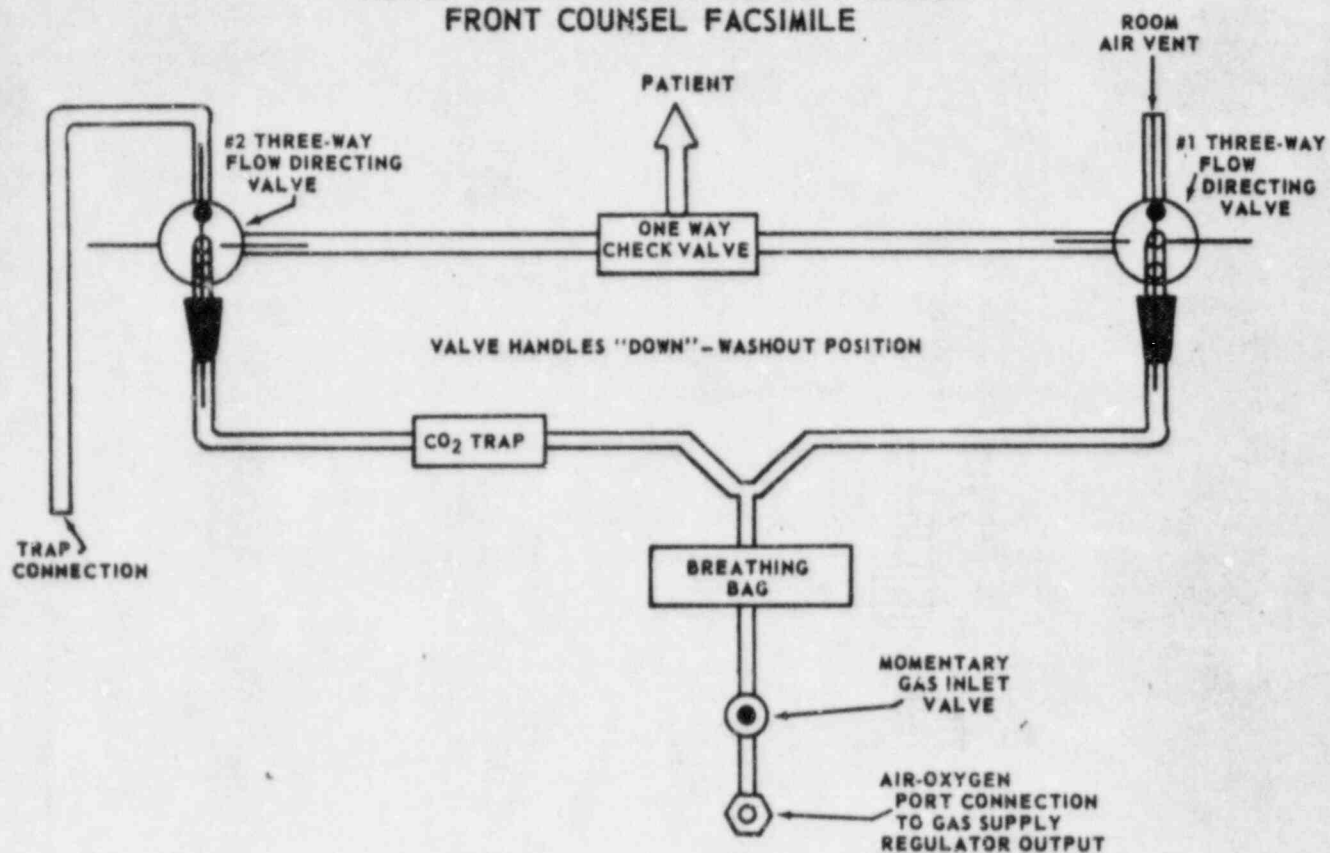 FRONT COUNSEL FACSIMILE
ROOM
AIR VENT
PATIENT
#2 THREE-WAY
FLOW DIRECTING
VALVE
#1 THREE-WAY
FLOW
DIRECTING
VALVE
ONE WAY
CHECK VALVE
VALVE HANDLES "DOWN"-WASHOUT POSITION
CO₂ TRAP
TRAP
CONNECTION
BREATHING
BAG
MOMENTARY
GAS INLET
VALVE
AIR-OXYGEN
PORT CONNECTION
TO GAS SUPPLY
REGULATOR OUTPUT